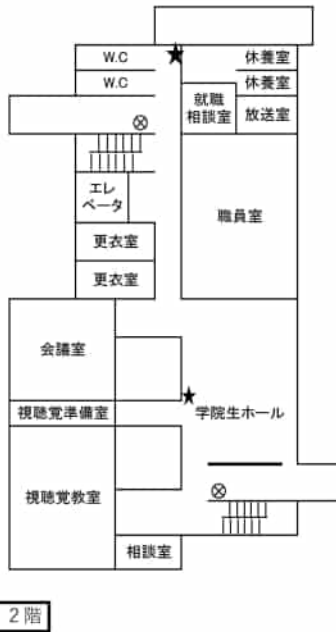 W.C
休養室
W.C
休養室
就職
相談室
放送室
エレ
ベータ
職員室
更衣室
更衣室
会議室
視聴覚準備室
学院生ホール
視聴覚教室
相談室
2階